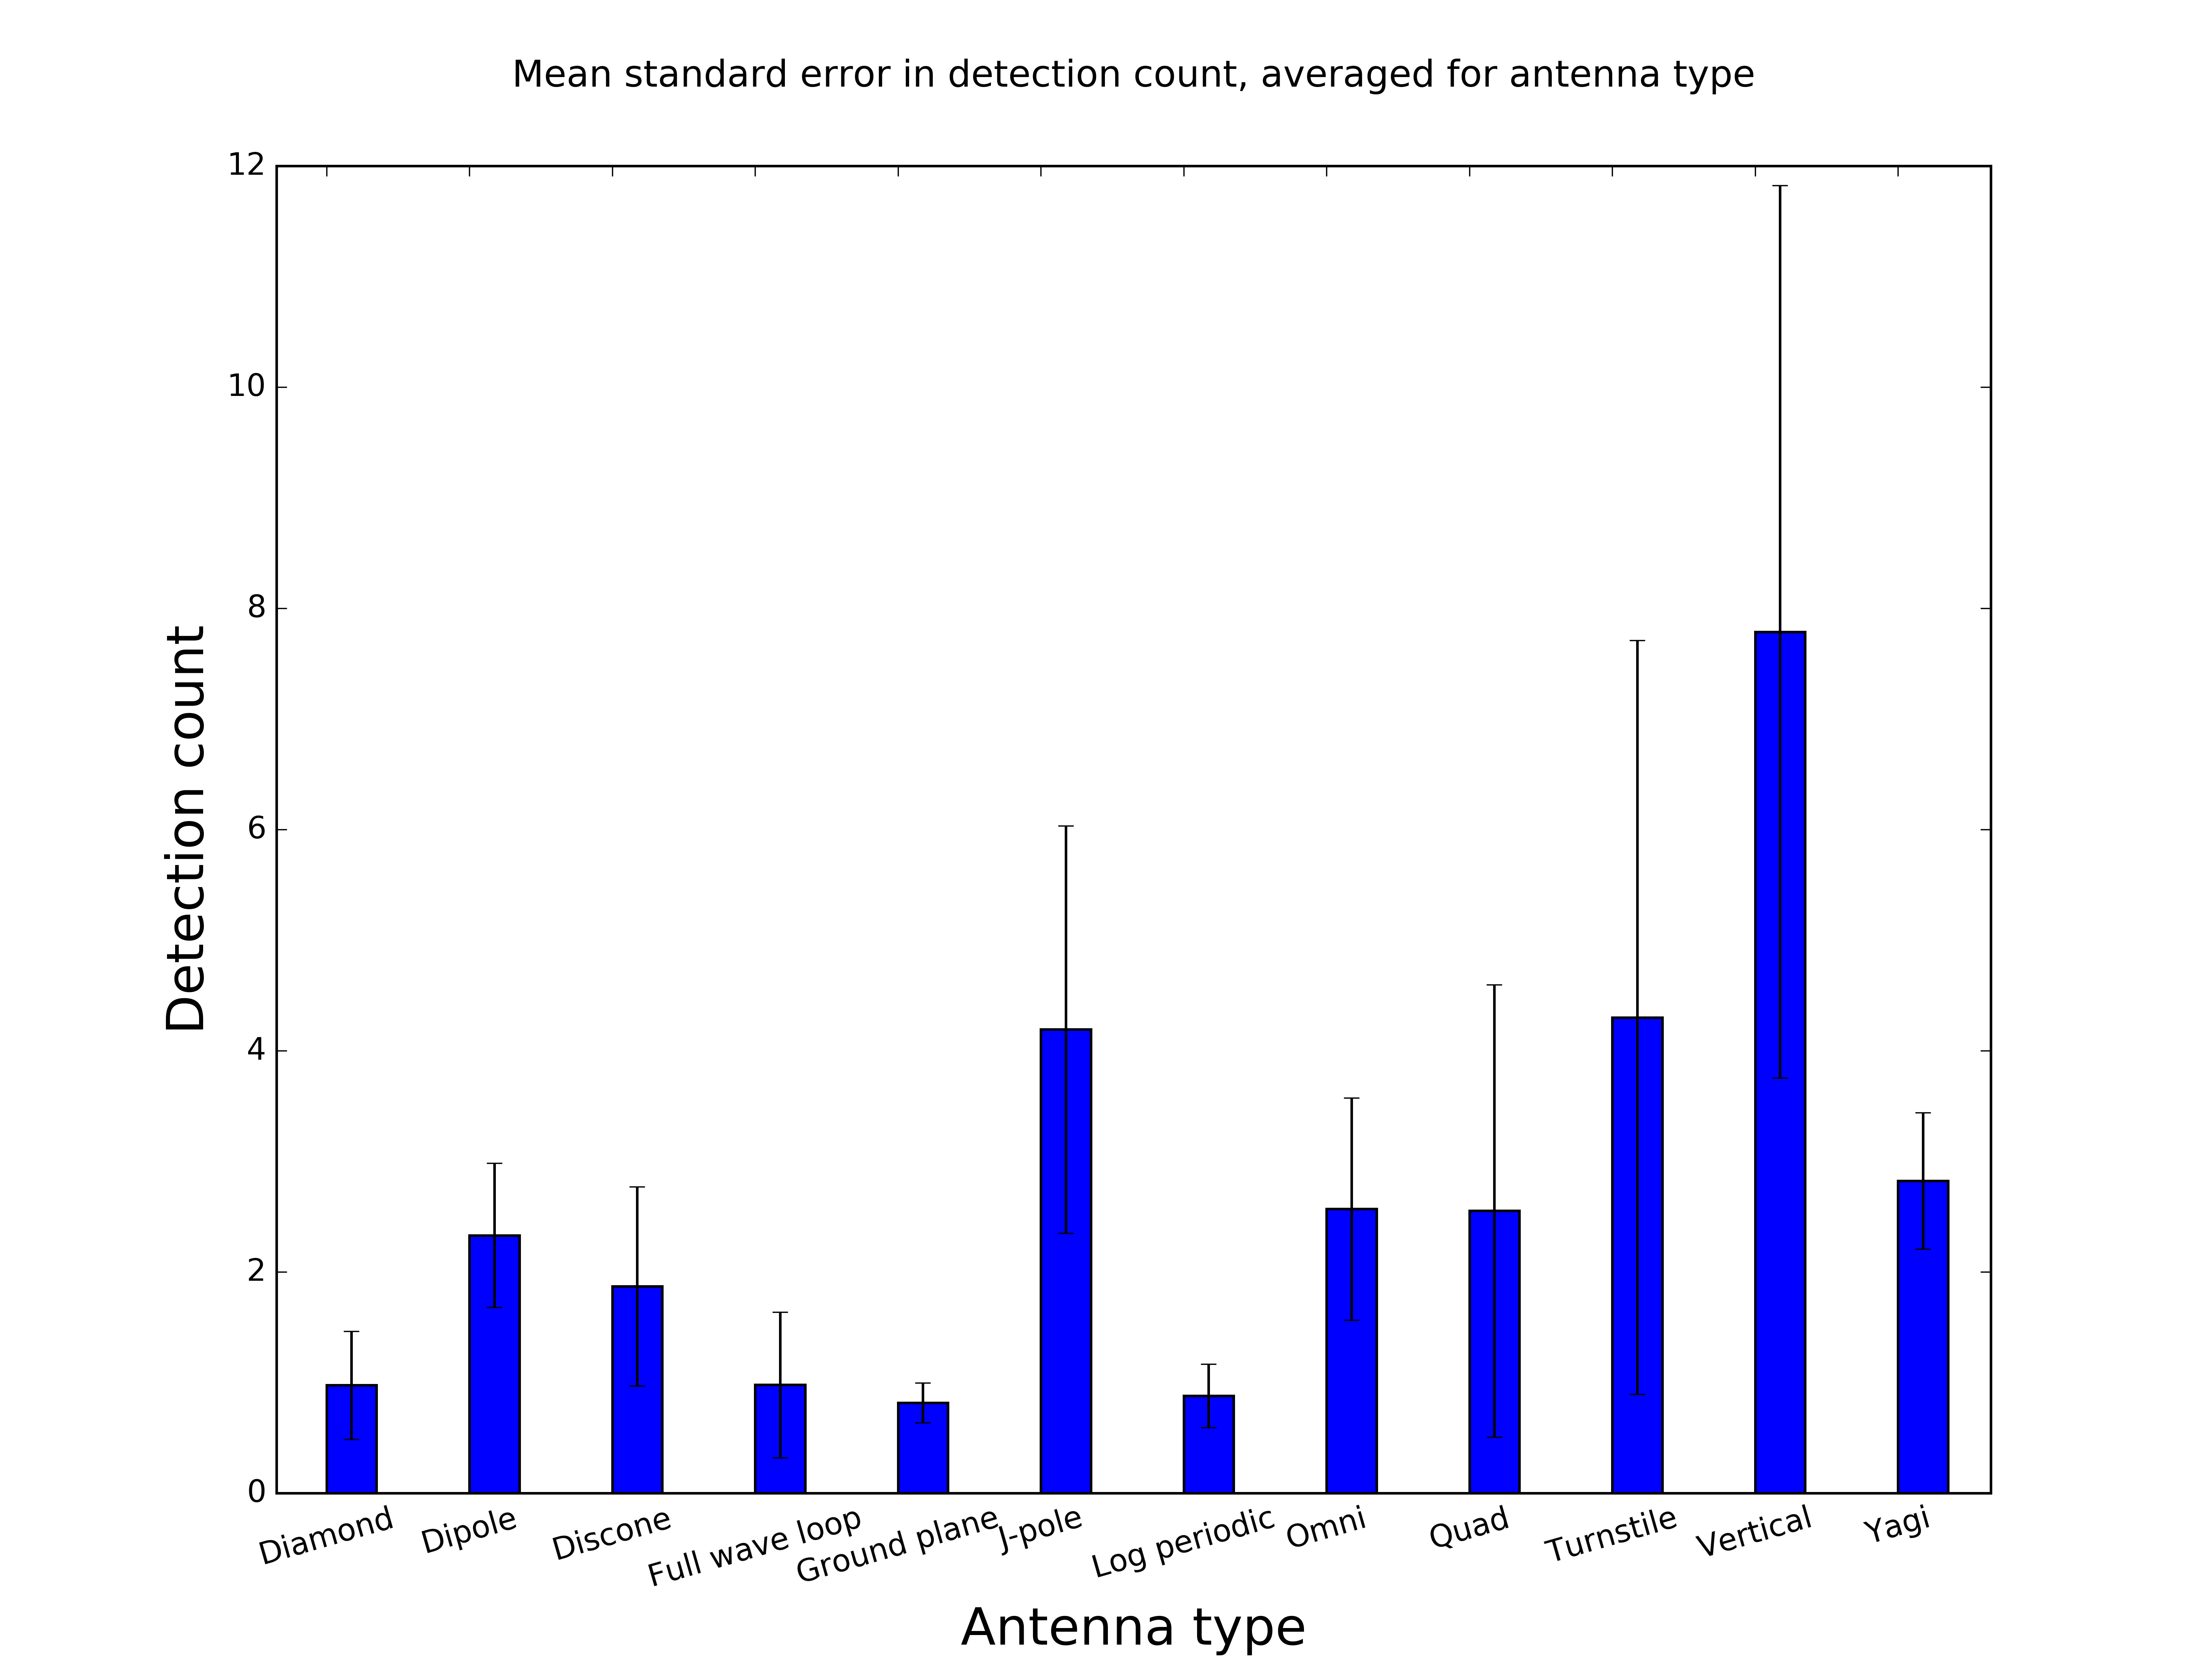 Mean standard error in detection count, averaged for antenna type
12
10
8
6
4
2
0
Detection count
Diamond
Dipole
Discone
Full wave loop
Ground plane
J-pole
Log periodic
Omni
Quad
Turnstile
Vertical
Yagi
Antenna type